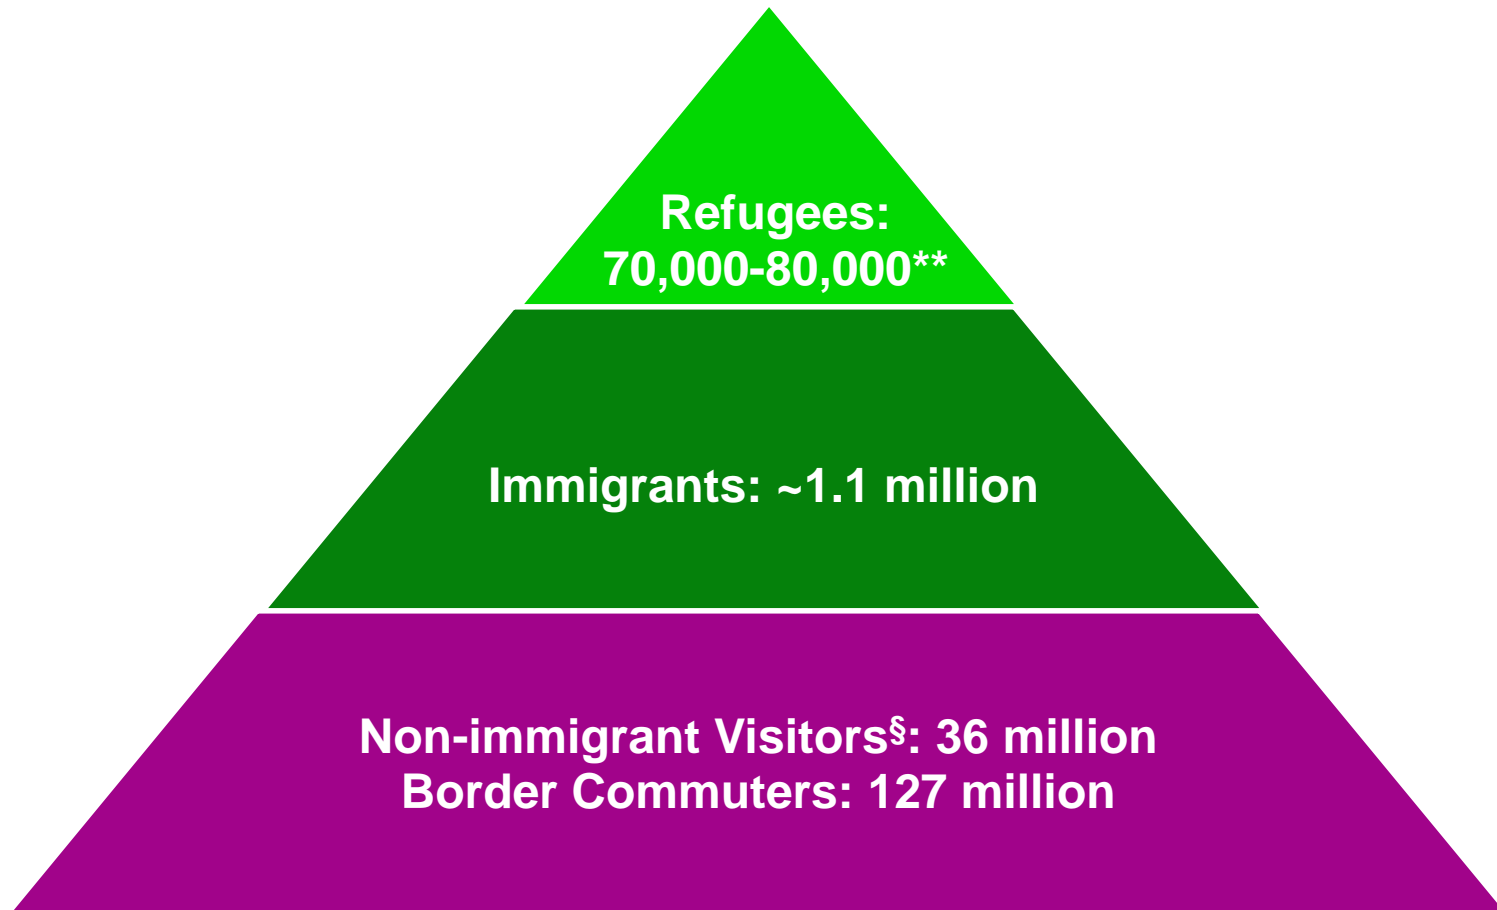 Refugees:
70,000-80,000**
Immigrants: ~1.1 million
Non-immigrant Visitors§: 36 million
Border Commuters: 127 million